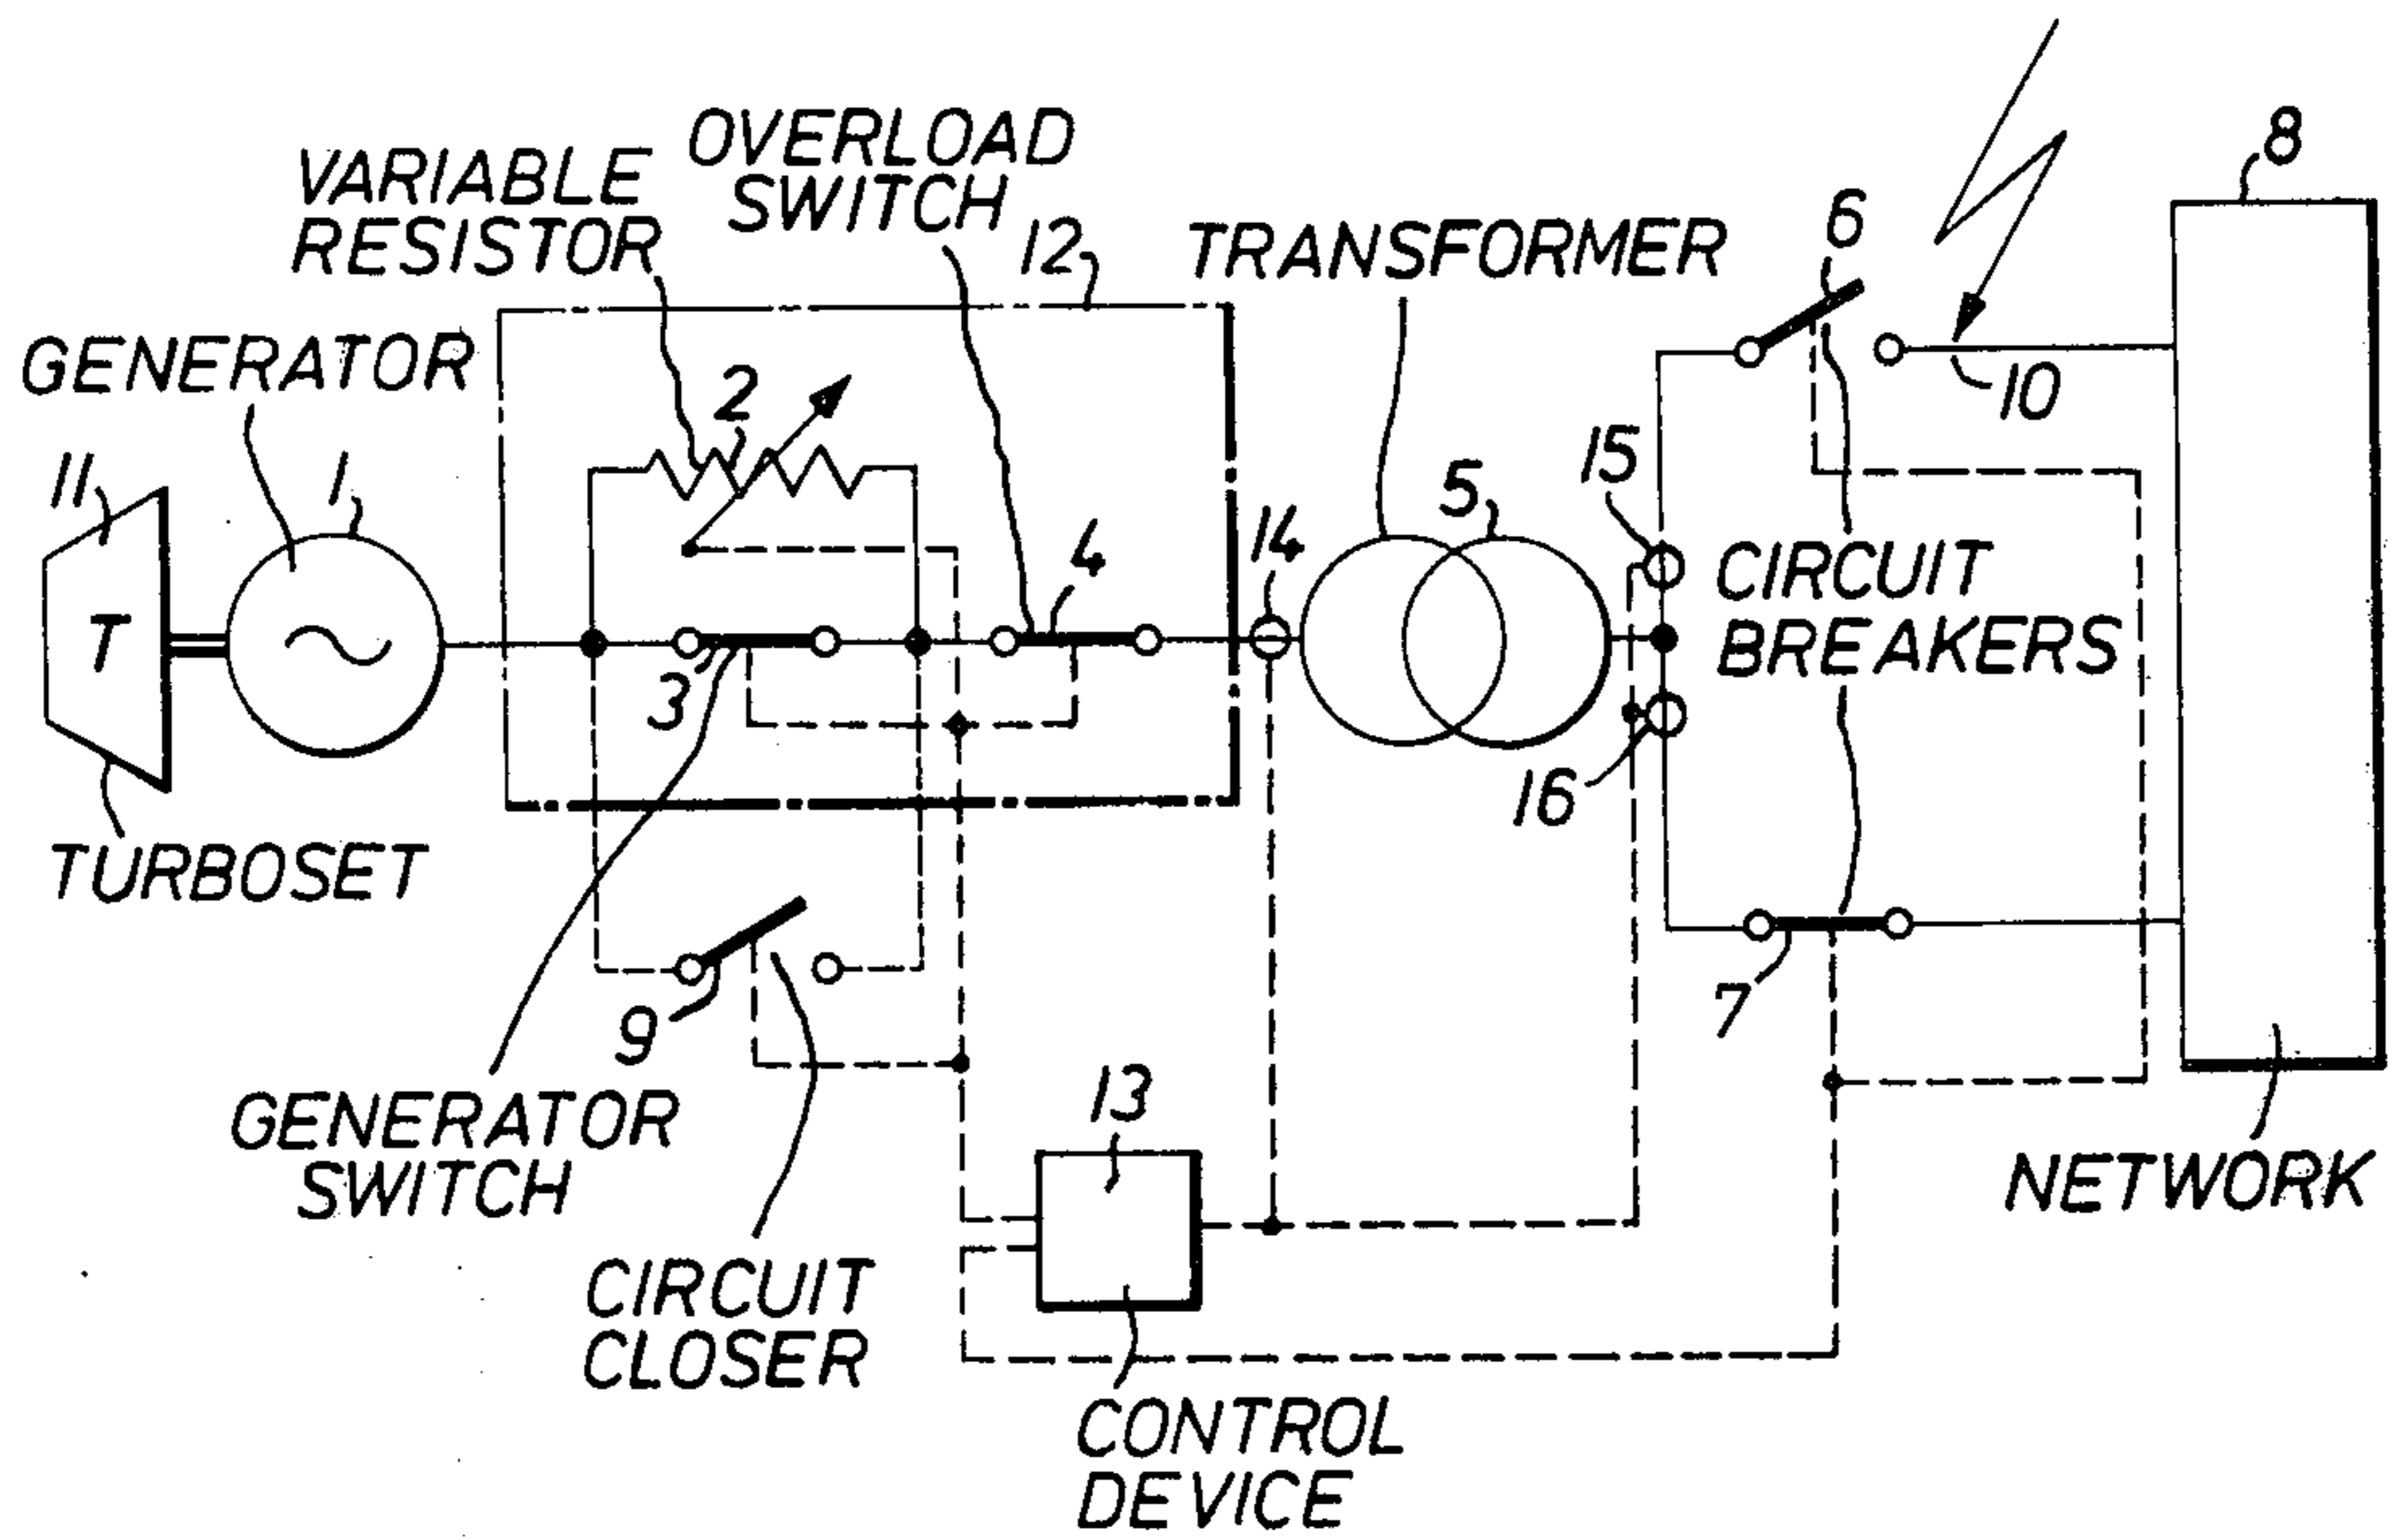 VARIABLE
RESISTOR
OVERLOAD
SWITCH
12
TRANSFORMER
6
8
GENERATOR
2
10
11
1
15
14
5
4
T
CIRCUIT
BREAKERS
3
16
TURBOSET
7
9
GENERATOR
SWITCH
13
NETWORK
CIRCUIT
CLOSER
CONTROL
DEVICE